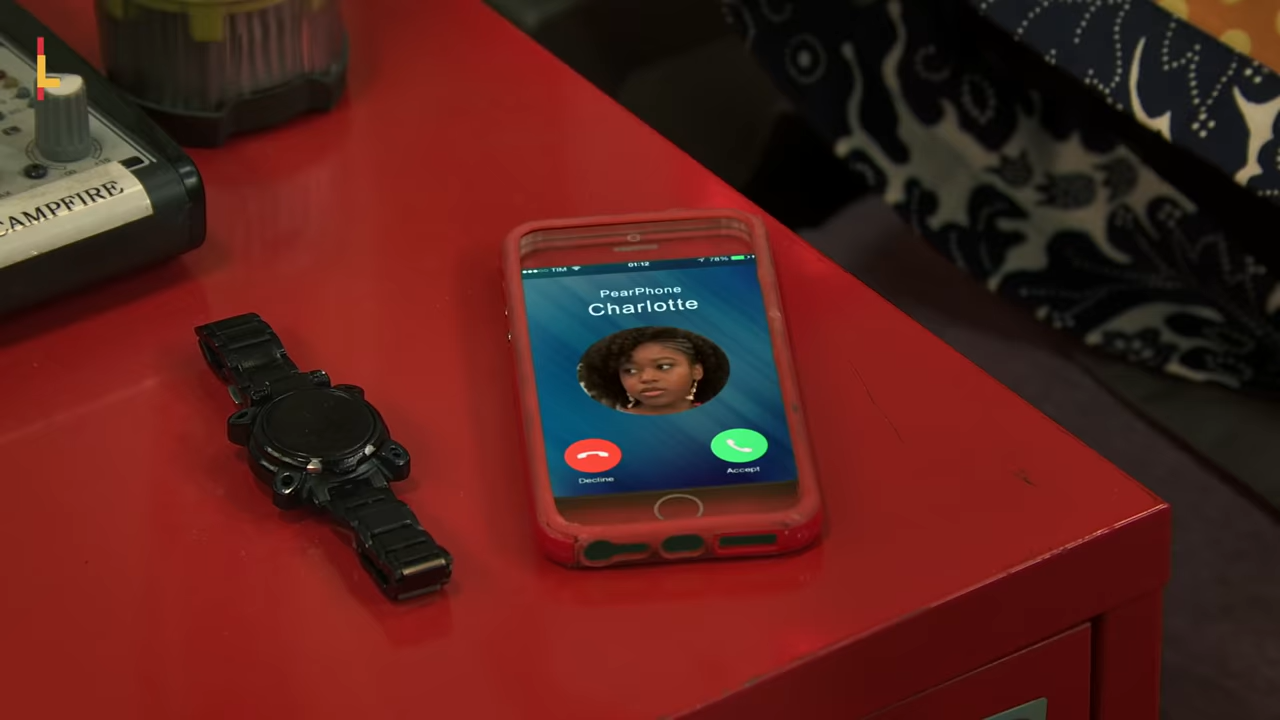 CAMPFIRE
TIM 01:12 78%
PearPhone
Charlotte
Decline
Accept